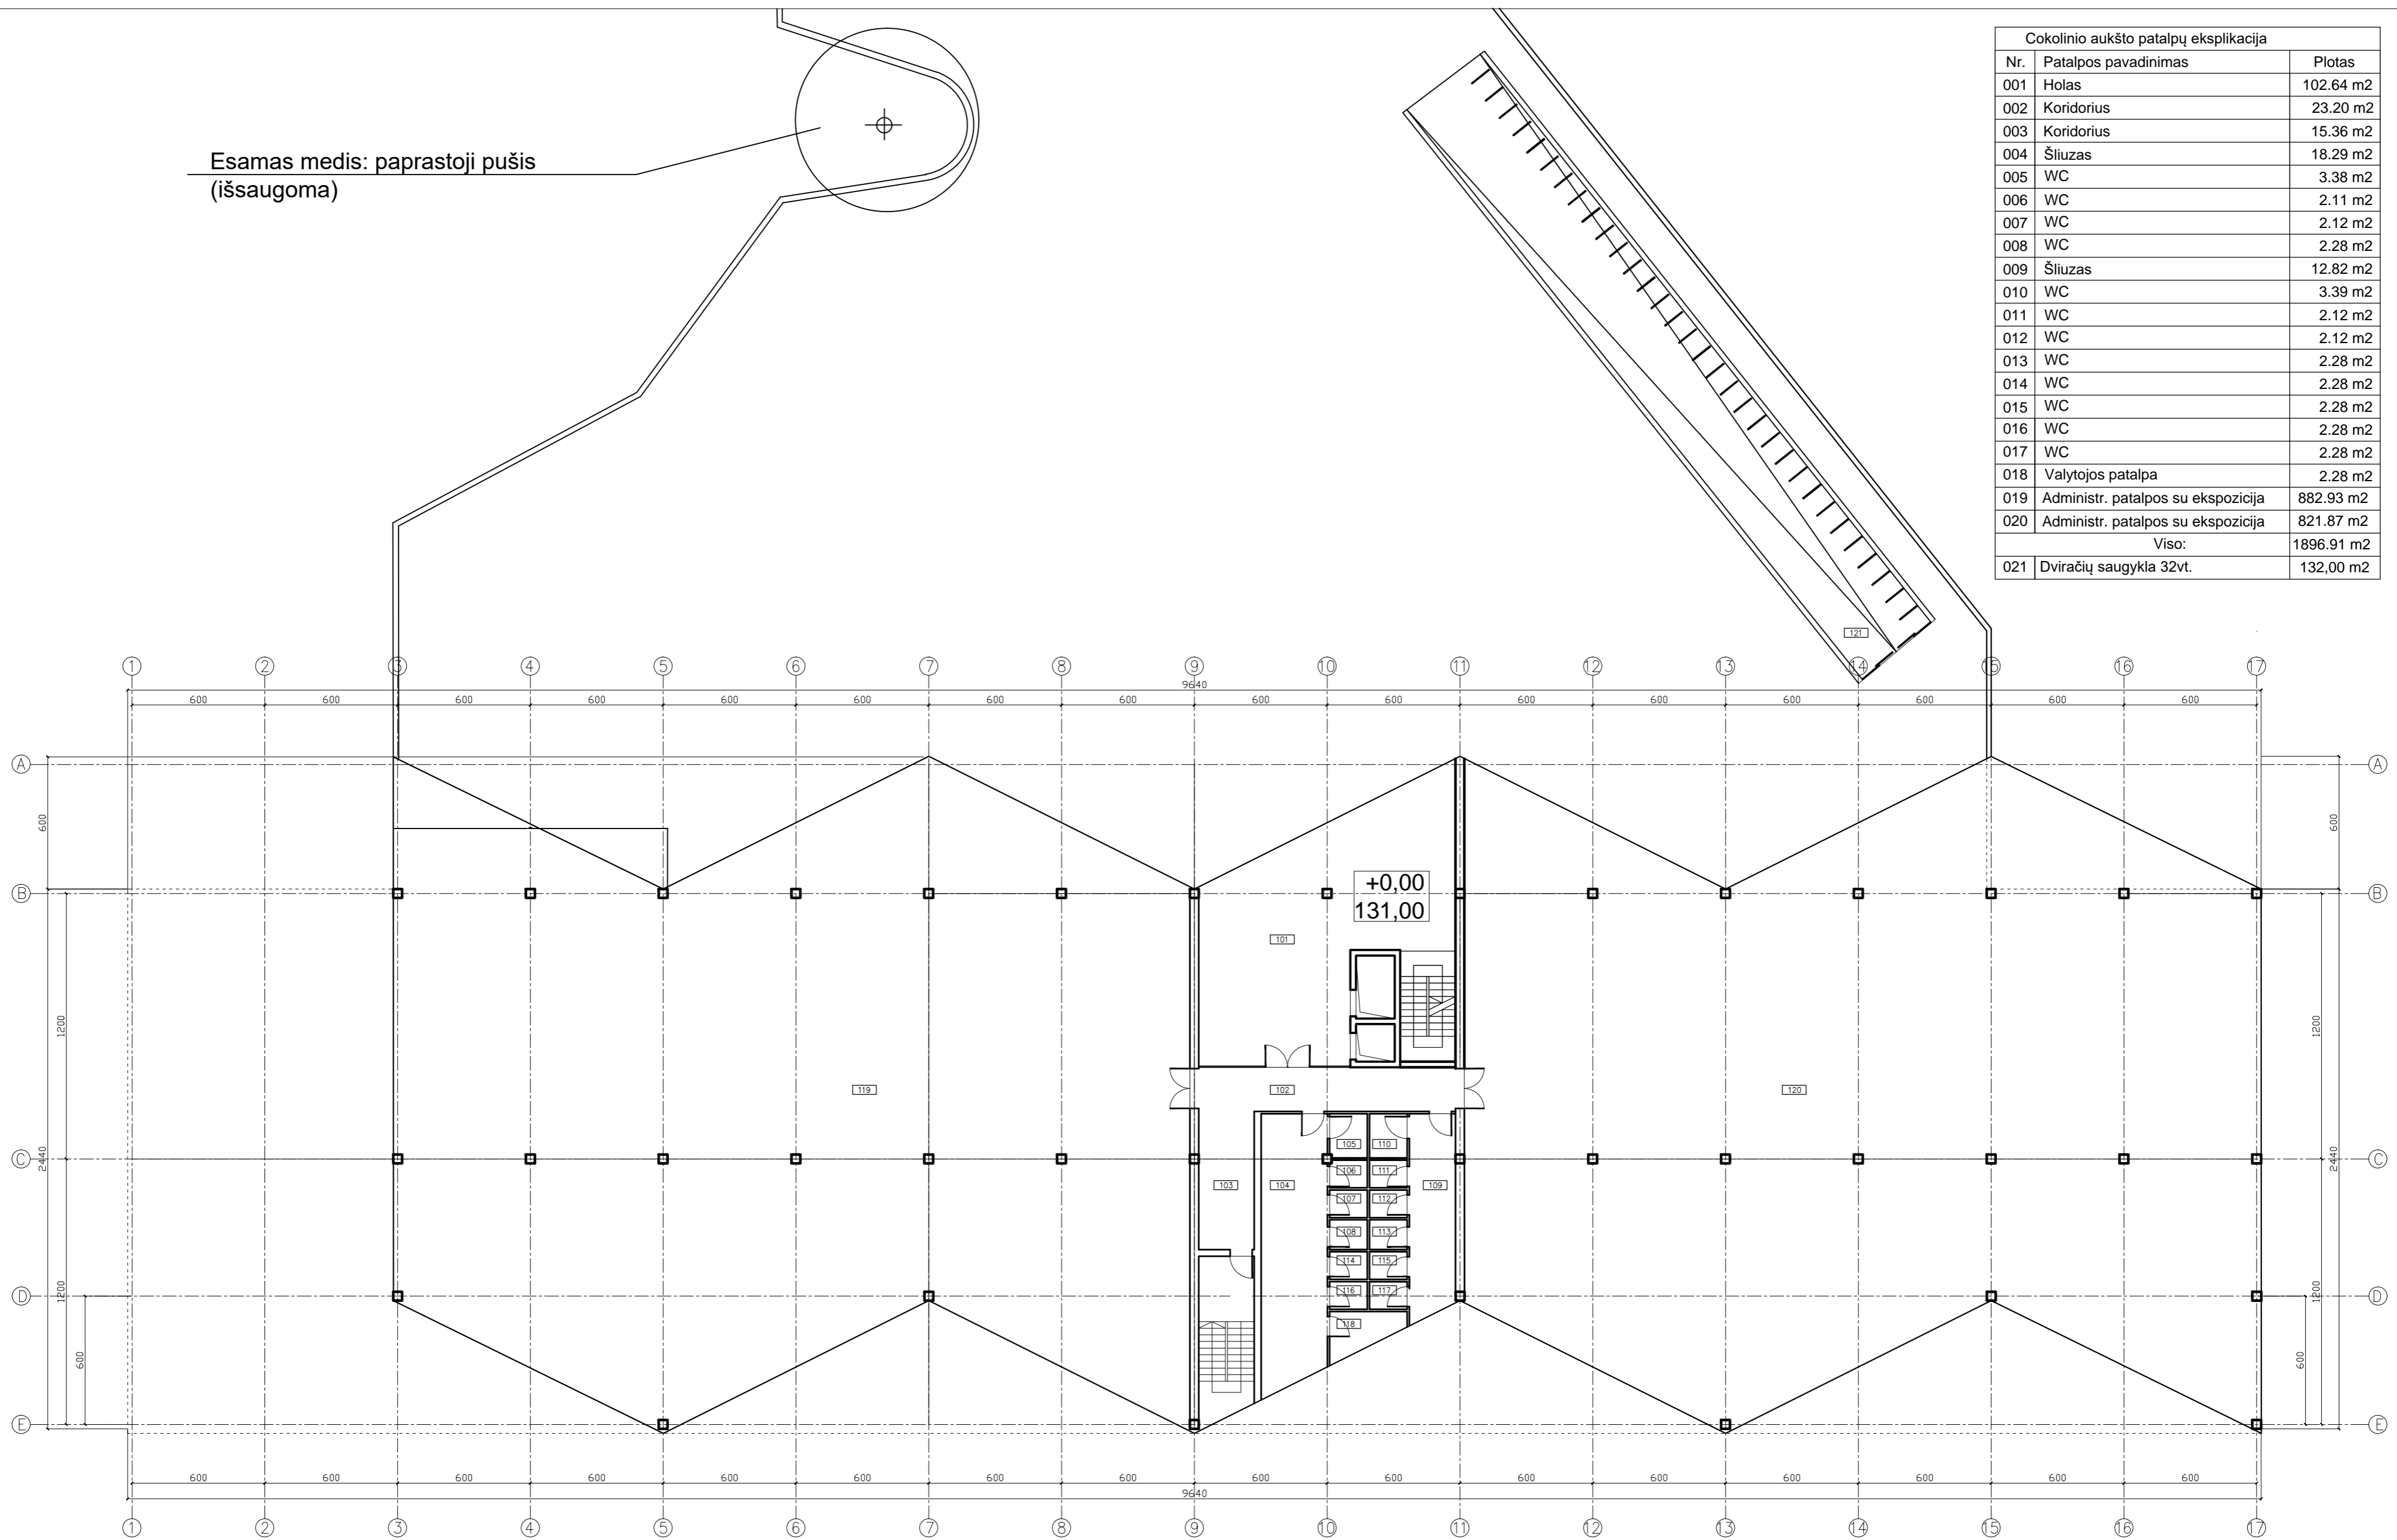 Cokolinio aukšto patalpų eksplikacija
Nr. Patalpos pavadinimas Plotas
001 Holas 102.64 m2
002 Koridorius 23.20 m2
003 Koridorius 15.36 m2
004 Šliuzas 18.29 m2
005 WC 3.38 m2
006 WC 2.11 m2
007 WC 2.12 m2
008 WC 2.28 m2
009 Šliuzas 12.82 m2
010 WC 3.39 m2
011 WC 2.12 m2
012 WC 2.12 m2
013 WC 2.28 m2
014 WC 2.28 m2
015 WC 2.28 m2
016 WC 2.28 m2
017 WC 2.28 m2
018 Valytojos patalpa 2.28 m2
019 Administr. patalpos su ekspozicija 882.93 m2
020 Administr. patalpos su ekspozicija 821.87 m2
Viso: 1896.91 m2
021 Dviračių saugykla 32vt. 132,00 m2
Esamas medis: paprastoji pušis
(išsaugoma)
121
1 2 3 4 5 6 7 8 9 10 11 12 13 14 15 16 17
9640
600 600 600 600 600 600 600 600 600 600 600 600 600 600 600 600
A A
600 600
B B
+0,00
131,00
101
1200 1200
119 102 120
105 110
C C
2440 2440
106 111
103 104 109
107 112
108 113
114 115
116 117
D D
1200 1200
118
600 600
E E
600 600 600 600 600 600 600 600 600 600 600 600 600 600 600 600
9640
1 2 3 4 5 6 7 8 9 10 11 12 13 14 15 16 17